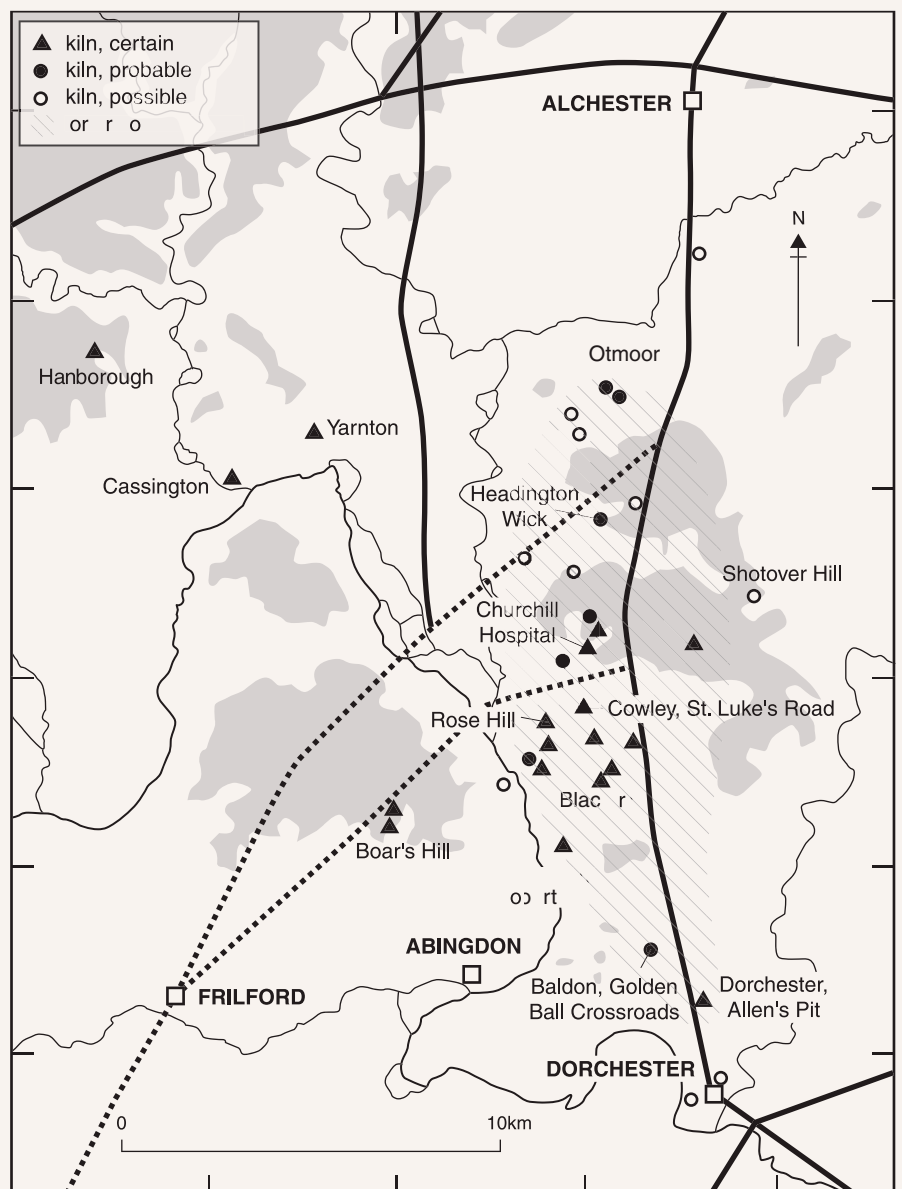 kiln, certain
kiln, probable
kiln, possible
ALCHESTER
N
Otmoor
Hanborough
Yarnton
Cassington
Headington
Wick
Shotover Hill
Churchill
Hospital
Rose Hill
Cowley, St. Luke's Road
Boar's Hill
ABINGDON
FRILFORD
Baldon, Golden
Ball Crossroads
Dorchester,
Allen's Pit
DORCHESTER
0
10km